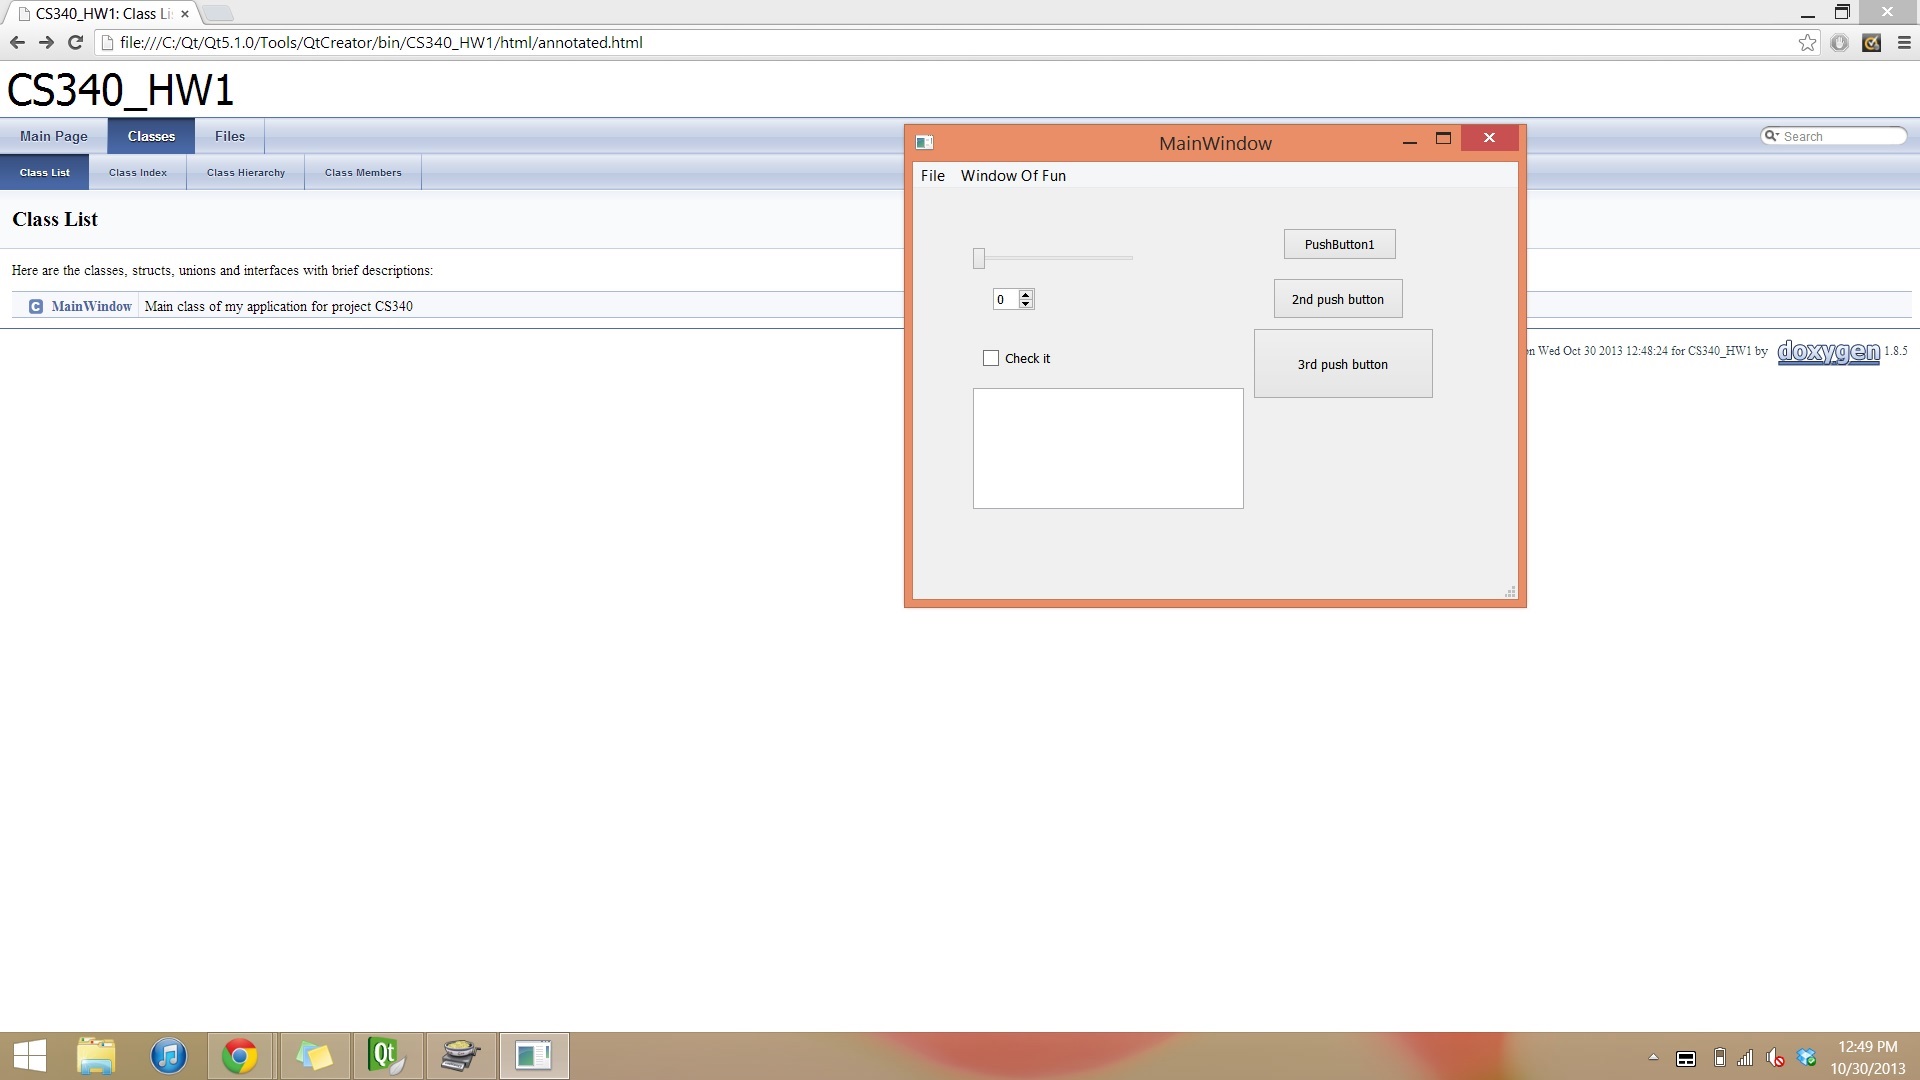 CS340_HW1: Class Li
file:///C:/Qt/Qt5.1.0/Tools/QtCreator/bin/CS340_HW1/html/annotated.html
CS340_HW1
Main Page Classes Files
Search
Class List Class Index Class Hierarchy Class Members
Class List
Here are the classes, structs, unions and interfaces with brief descriptions:
C MainWindow Main class of my application for project CS340
on Wed Oct 30 2013 12:48:24 for CS340_HW1 by doxygen 1.8.5
MainWindow
File Window Of Fun
PushButton1
0
2nd push button
Check it
3rd push button
Qt
12:49 PM
10/30/2013